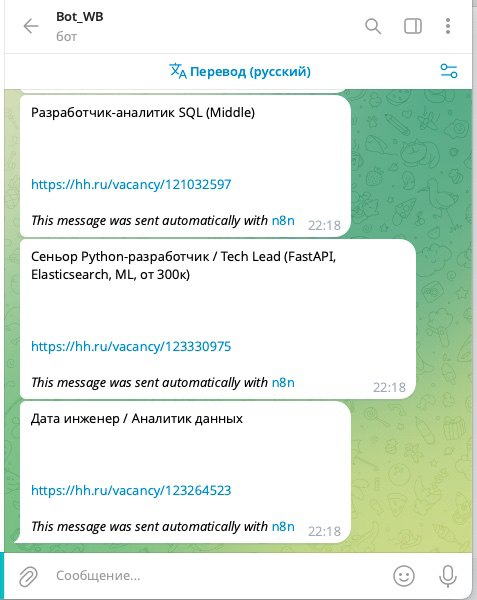 Bot_WB
бот
Перевод (русский)
Разработчик-аналитик SQL (Middle)
https://hh.ru/vacancy/121032597
This message was sent automatically with n8n
22:18
Сеньор Python-разработчик / Tech Lead (FastAPI,
Elasticsearch, ML, от 300к)
https://hh.ru/vacancy/123330975
This message was sent automatically with n8n
22:18
Дата инженер / Аналитик данных
https://hh.ru/vacancy/123264523
This message was sent automatically with n8n
22:18
Сообщение...